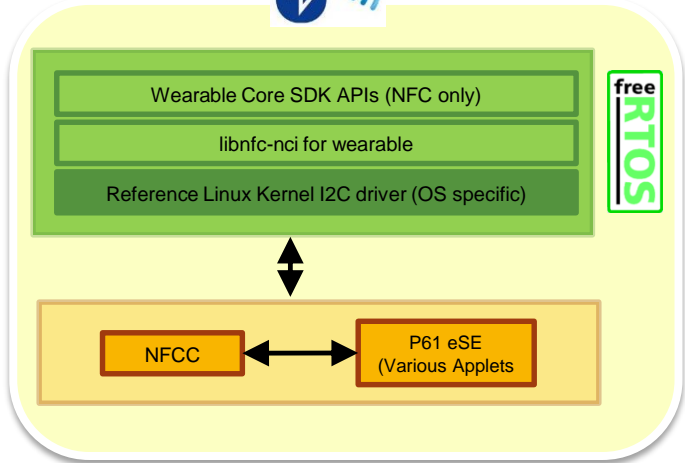 Wearable Core SDK APIs (NFC only)
free
RTOS
libnfc-nci for wearable
Reference Linux Kernel I2C driver (OS specific)
NFCC
P61 eSE
(Various Applets